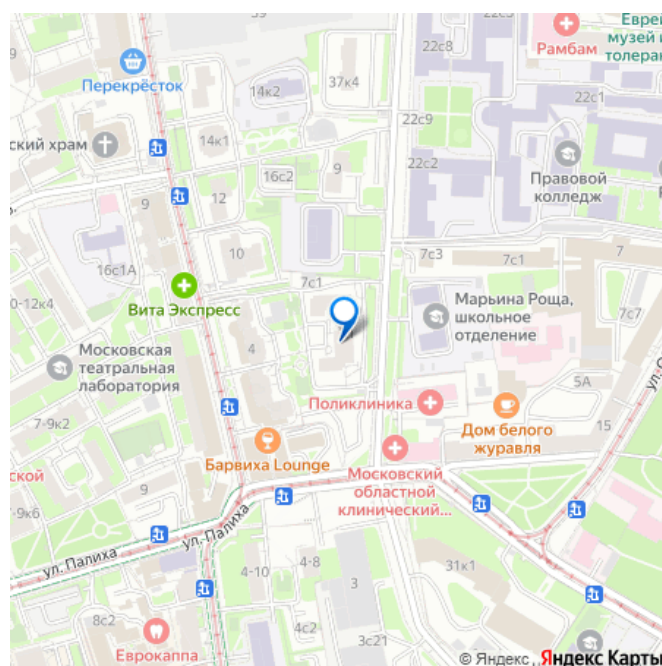 39
22с8
Еврей
музей и
толеран
Рамбам
Перекрёсток
14к2
37к4
22с1
22с9
ский храм
14к1
16с2
9
22с2
Правовой
колледж
9
12
10
7с3
7с1
7
16с1А
7с1
7с7
Вита Экспресс
10-12к4
Марьина Роща,
школьное
отделение
Московская
театральная
лаборатория
4
5А
7-9к2
Поликлиника
15
Дом белого
журавля
Барвиха Lounge
ской
Московский
областной
клинический...
9
-9к6
ул. Палиха
ул. Палиха
4-8
31к1
4-10
3
8с2
4с2
3с21
Еврокаппа
© Яндекс
Яндекс Карты